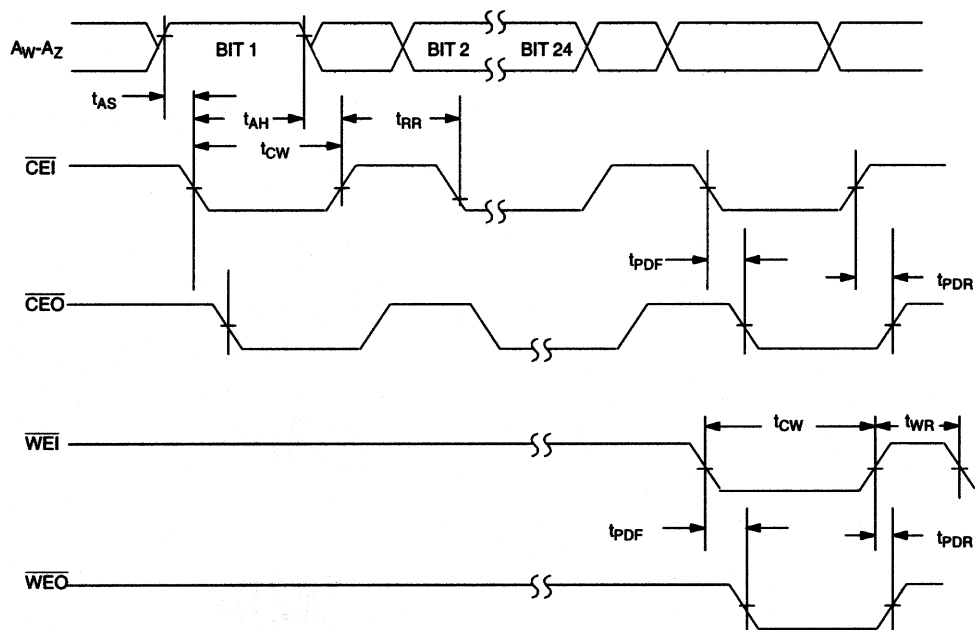 AW-AZ BIT 1 BIT 2 BIT 24
tAS
tAH tRR
tCW
CEI
tPDF
tPDR
CEO
tCW tWR
WEI
tPDF
tPDR
WEO